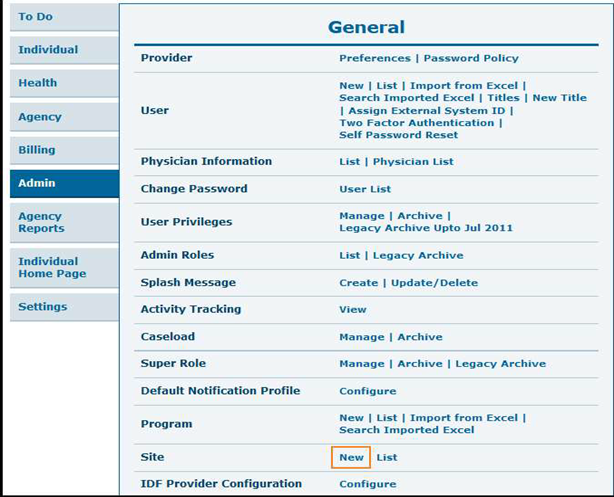 To Do
Individual
Health
Agency
Billing
Admin
Agency
Reports
Individual
Home Page
Settings
General
Provider Preferences | Password Policy
User New | List | Import from Excel |
Search Imported Excel | Titles | New Title
| Assign External System ID |
Two Factor Authentication |
Self Password Reset
Physician Information List | Physician List
Change Password User List
User Privileges Manage | Archive |
Legacy Archive Upto Jul 2011
Admin Roles List | Legacy Archive
Splash Message Create | Update/Delete
Activity Tracking View
Caseload Manage | Archive
Super Role Manage | Archive | Legacy Archive
Default Notification Profile Configure
Program New | List | Import from Excel |
Search Imported Excel
Site New List
IDF Provider Configuration Configure